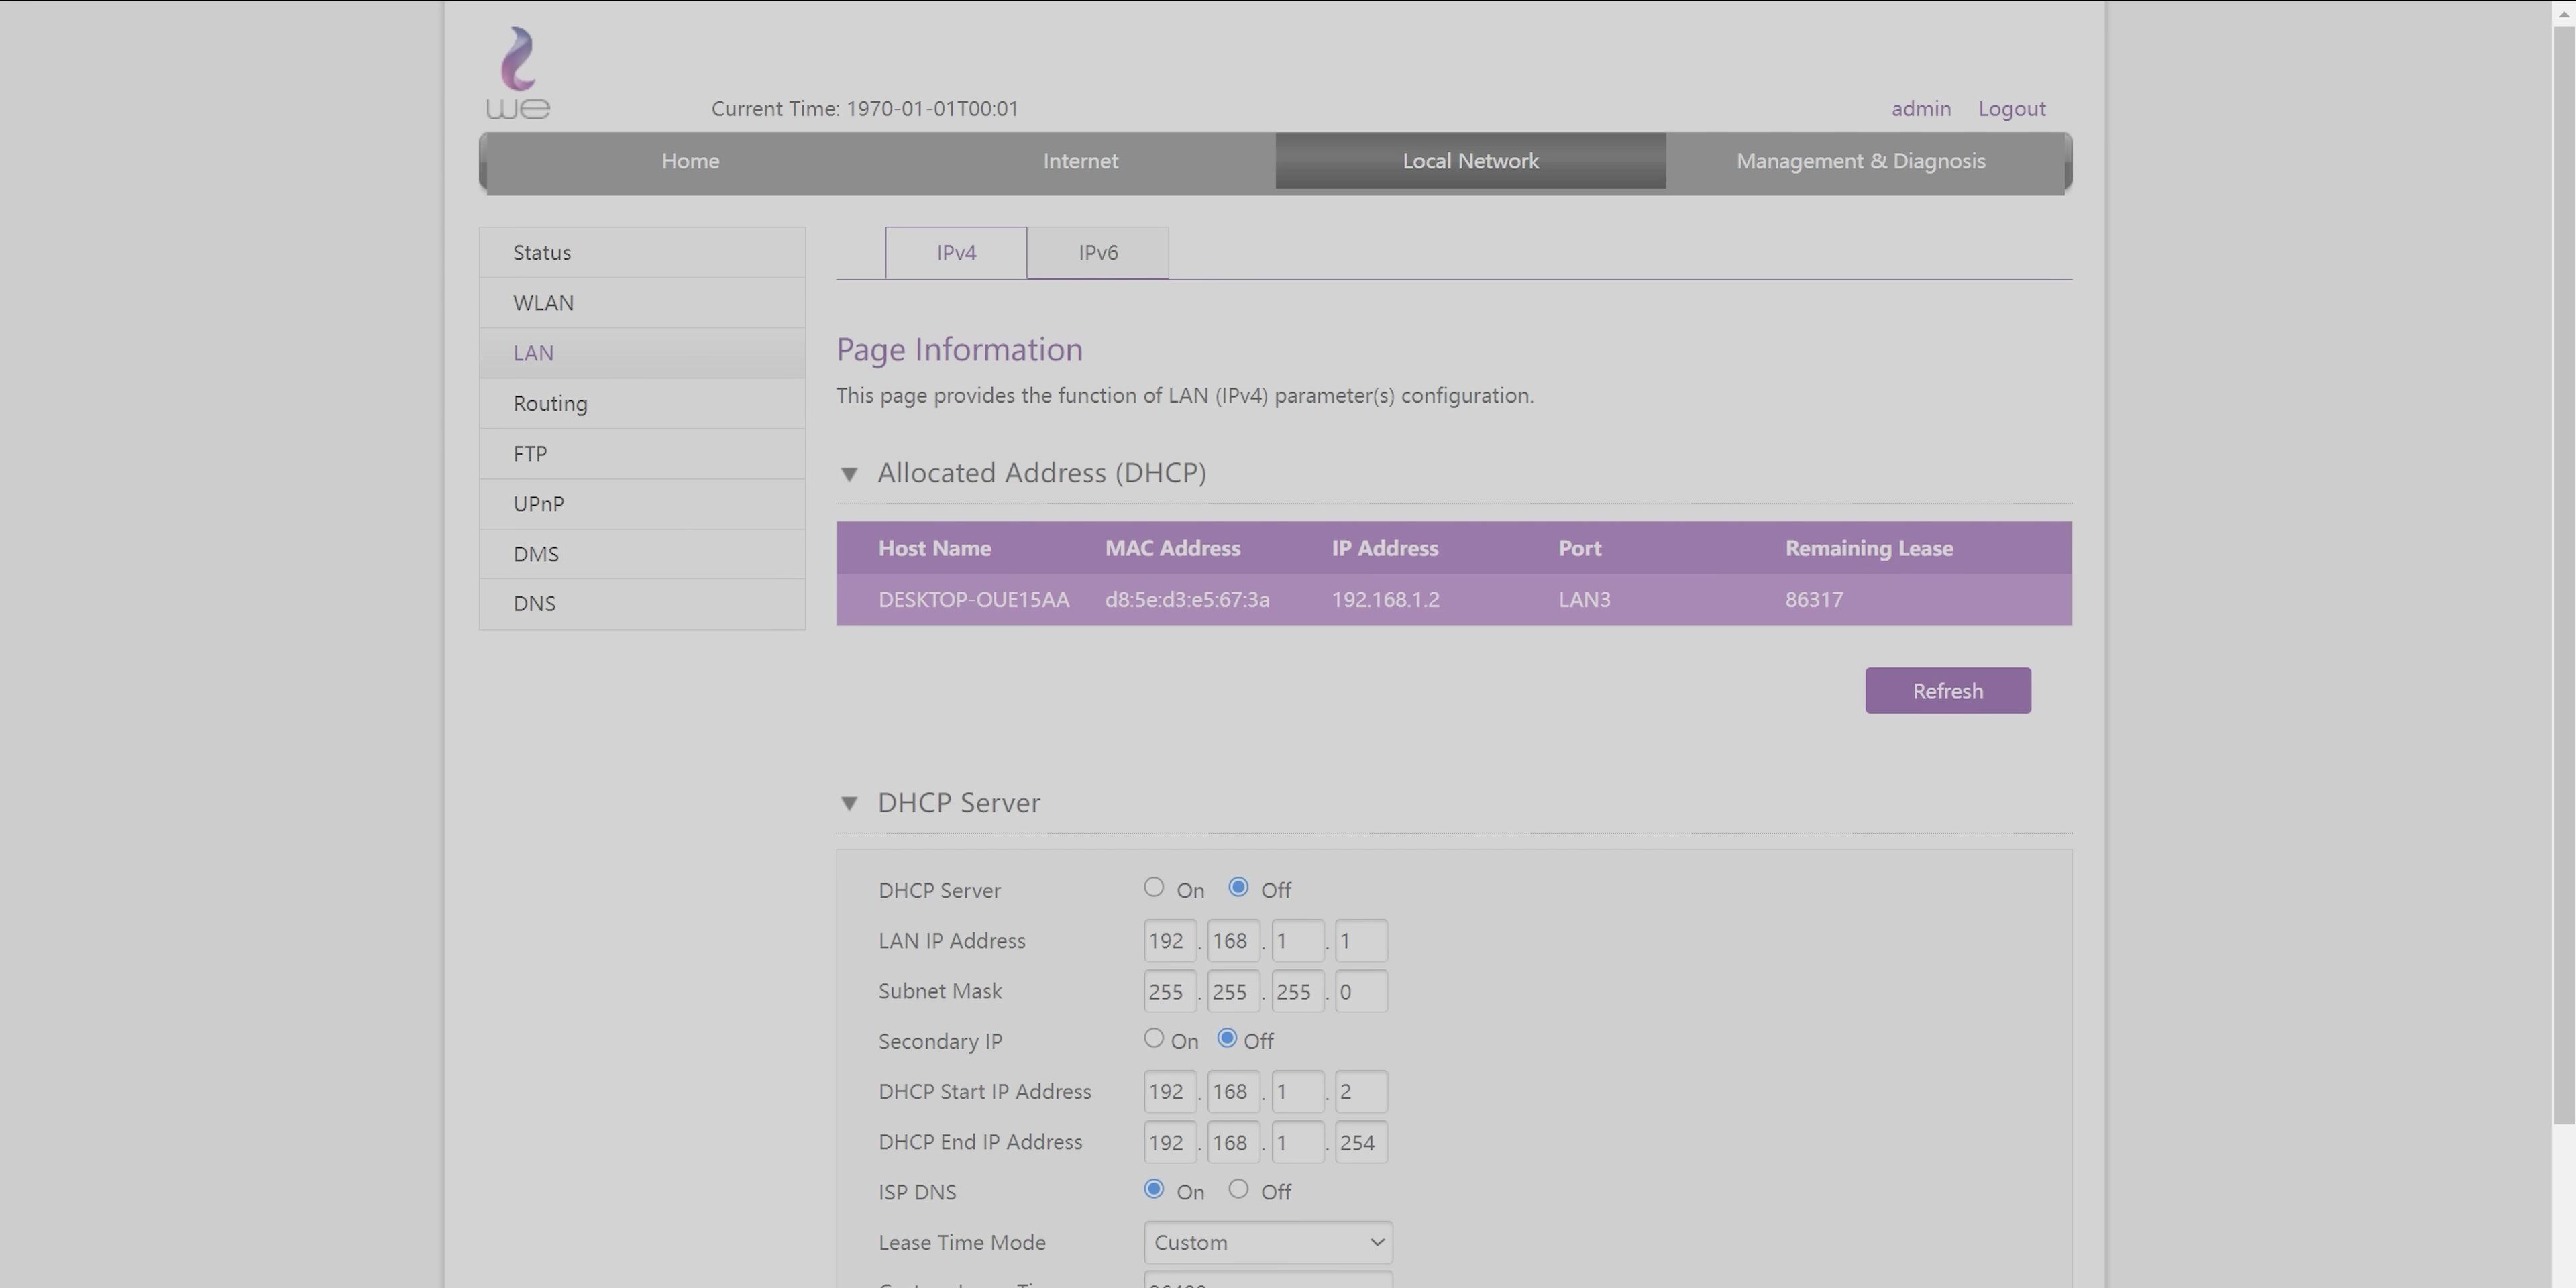 we
Current Time: 1970-01-01T00:01
admin Logout
Home Internet Local Network Management & Diagnosis
Status
WLAN
LAN
Routing
FTP
UPnP
DMS
DNS
IPv4 IPv6
Page Information
This page provides the function of LAN (IPv4) parameter(s) configuration.
▼ Allocated Address (DHCP)
Host Name MAC Address IP Address Port Remaining Lease
DESKTOP-OUE15AA d8:5e:d3:e5:67:3a 192.168.1.2 LAN3 86317
Refresh
▼ DHCP Server
DHCP Server On Off
LAN IP Address 192 . 168 . 1 . 1
Subnet Mask 255 . 255 . 255 . 0
Secondary IP On Off
DHCP Start IP Address 192 . 168 . 1 . 2
DHCP End IP Address 192 . 168 . 1 . 254
ISP DNS On Off
Lease Time Mode Custom